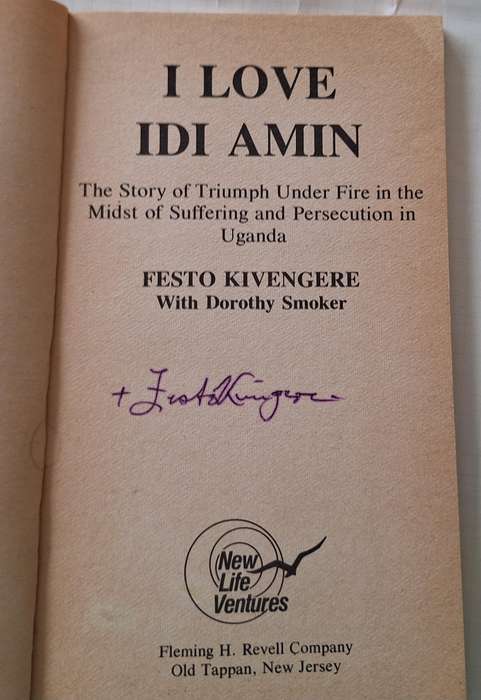 I LOVE
IDI AMIN
The Story of Triumph Under Fire in the
Midst of Suffering and Persecution in
Uganda
FESTO KIVENGERE
With Dorothy Smoker
+ Festo Kivengere
New
Life
Ventures
Fleming H. Revell Company
Old Tappan, New Jersey